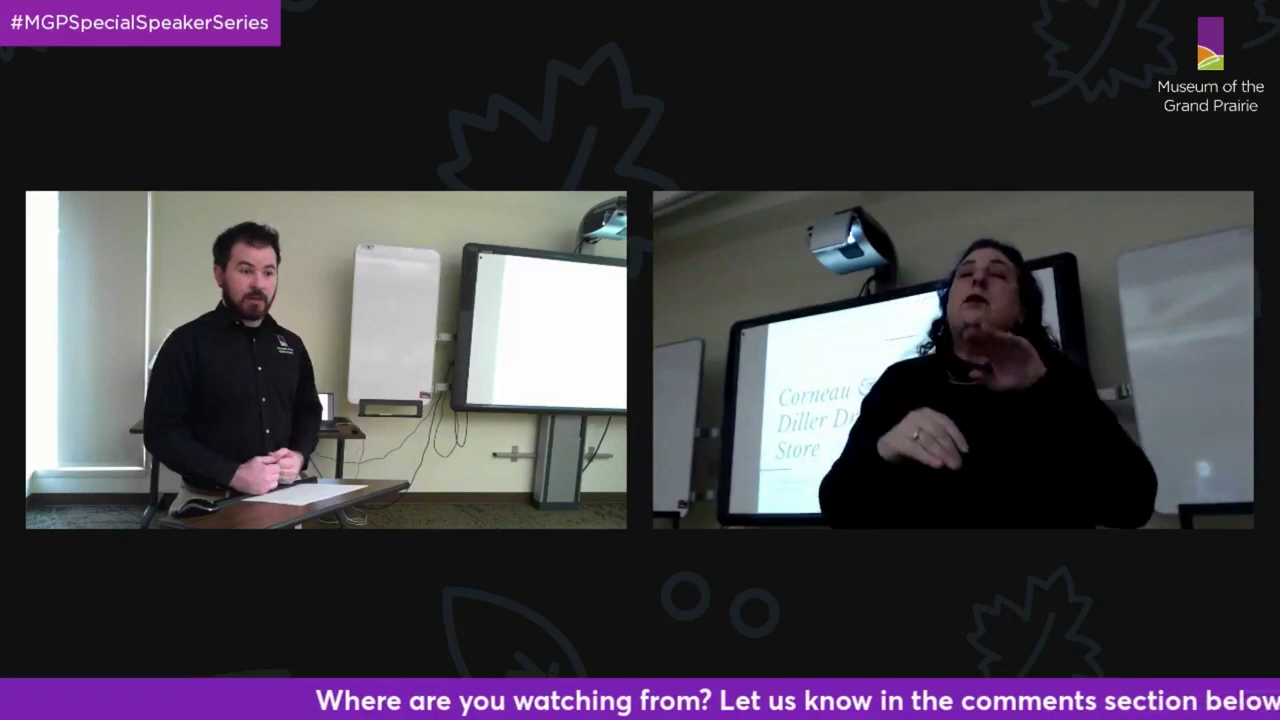 #MGPSpecialSpeakerSeries
Museum of the
Grand Prairie
Corneau &
Diller
Store
Where are you watching from? Let us know in the comments section below